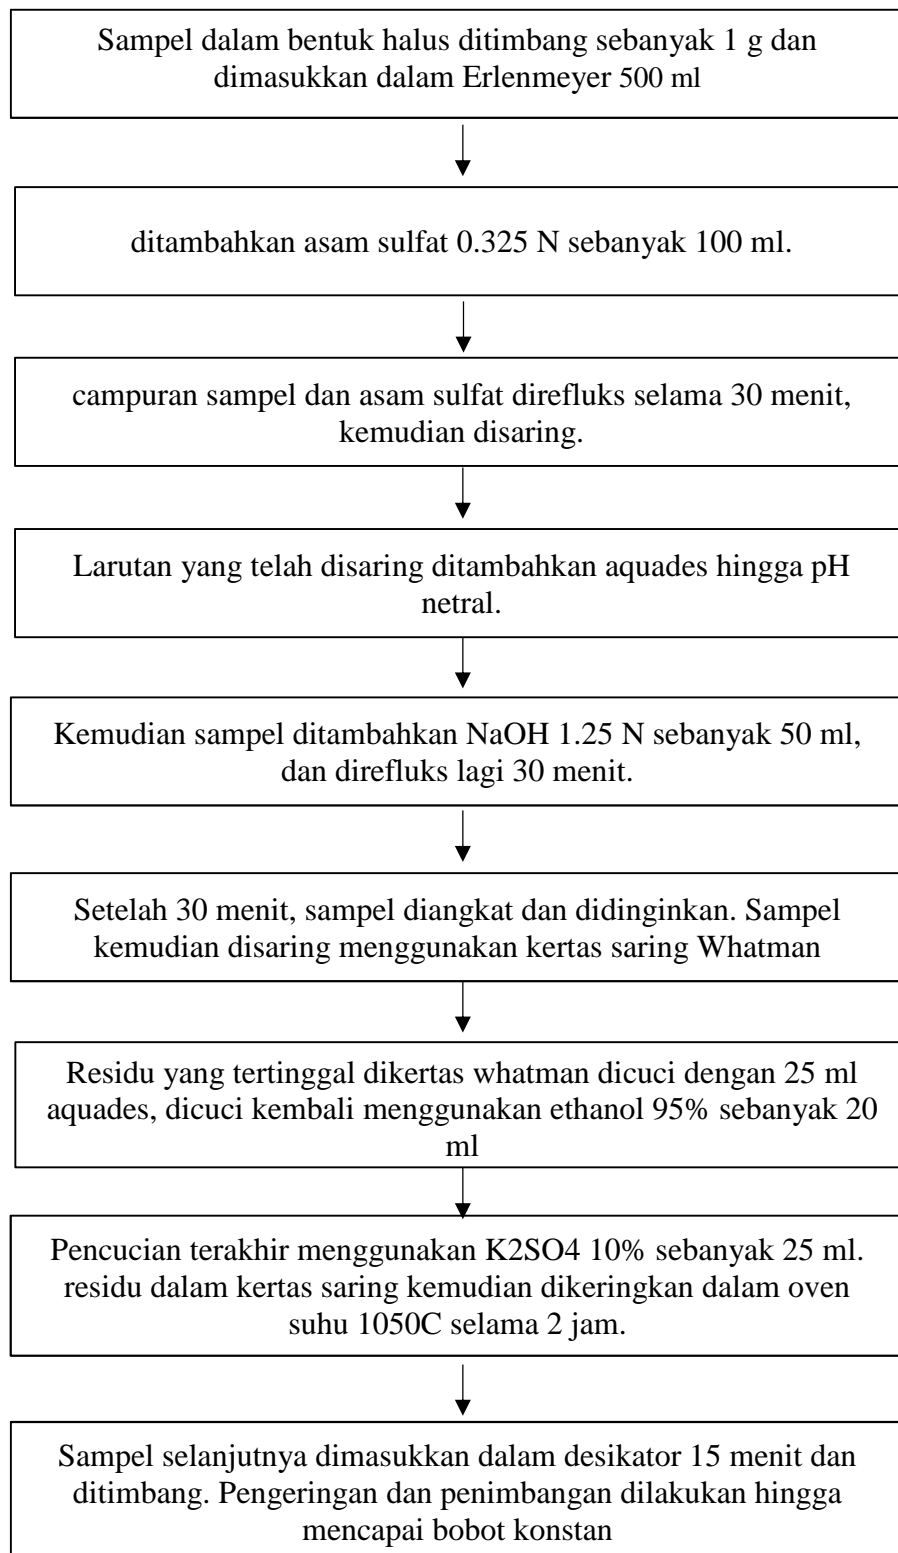 Sampel dalam bentuk halus ditimbang sebanyak 1 g dan
dimasukkan dalam Erlenmeyer 500 ml
ditambahkan asam sulfat 0.325 N sebanyak 100 ml.
campuran sampel dan asam sulfat direfluks selama 30 menit,
kemudian disaring.
Larutan yang telah disaring ditambahkan aquades hingga pH
netral.
Kemudian sampel ditambahkan NaOH 1.25 N sebanyak 50 ml,
dan direfluks lagi 30 menit.
Setelah 30 menit, sampel diangkat dan didinginkan. Sampel
kemudian disaring menggunakan kertas saring Whatman
Residu yang tertinggal dikertas whatman dicuci dengan 25 ml
aquades, dicuci kembali menggunakan ethanol 95% sebanyak 20
ml
Pencucian terakhir menggunakan K2SO4 10% sebanyak 25 ml.
residu dalam kertas saring kemudian dikeringkan dalam oven
suhu 1050C selama 2 jam.
Sampel selanjutnya dimasukkan dalam desikator 15 menit dan
ditimbang. Pengeringan dan penimbangan dilakukan hingga
mencapai bobot konstan